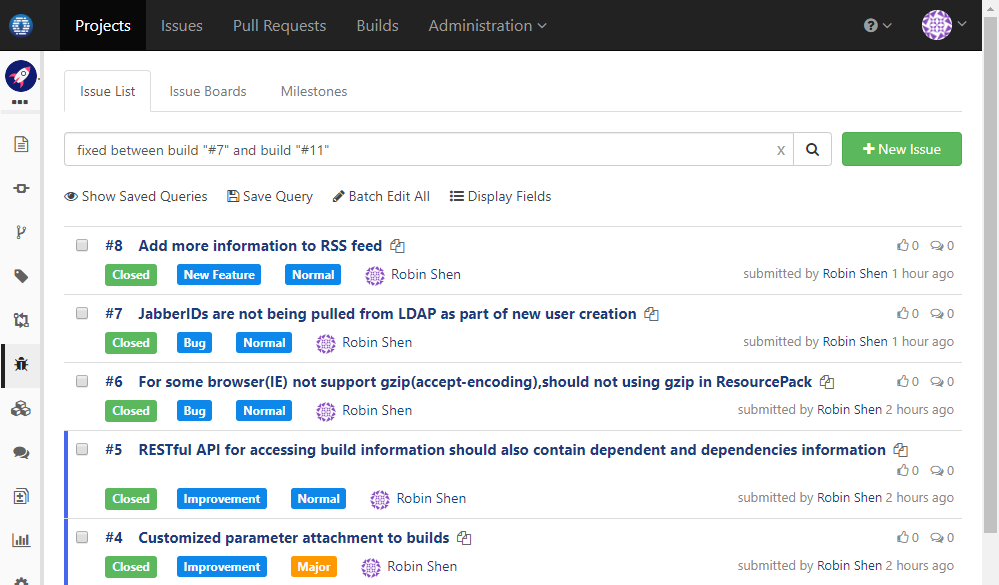 Projects Issues Pull Requests Builds Administration
Issue List Issue Boards Milestones
fixed between build "#7" and build "#11" x New Issue
Show Saved Queries Save Query Batch Edit All Display Fields
#8 Add more information to RSS feed 0 0
Closed New Feature Normal Robin Shen submitted by Robin Shen 1 hour ago
#7 JabberIDs are not being pulled from LDAP as part of new user creation 0 0
Closed Bug Normal Robin Shen submitted by Robin Shen 1 hour ago
#6 For some browser(IE) not support gzip(accept-encoding),should not using gzip in ResourcePack 0 0
Closed Bug Normal Robin Shen submitted by Robin Shen 2 hours ago
#5 RESTful API for accessing build information should also contain dependent and dependencies information
0 0
Closed Improvement Normal Robin Shen submitted by Robin Shen 2 hours ago
#4 Customized parameter attachment to builds 0 0
Closed Improvement Major Robin Shen submitted by Robin Shen 2 hours ago